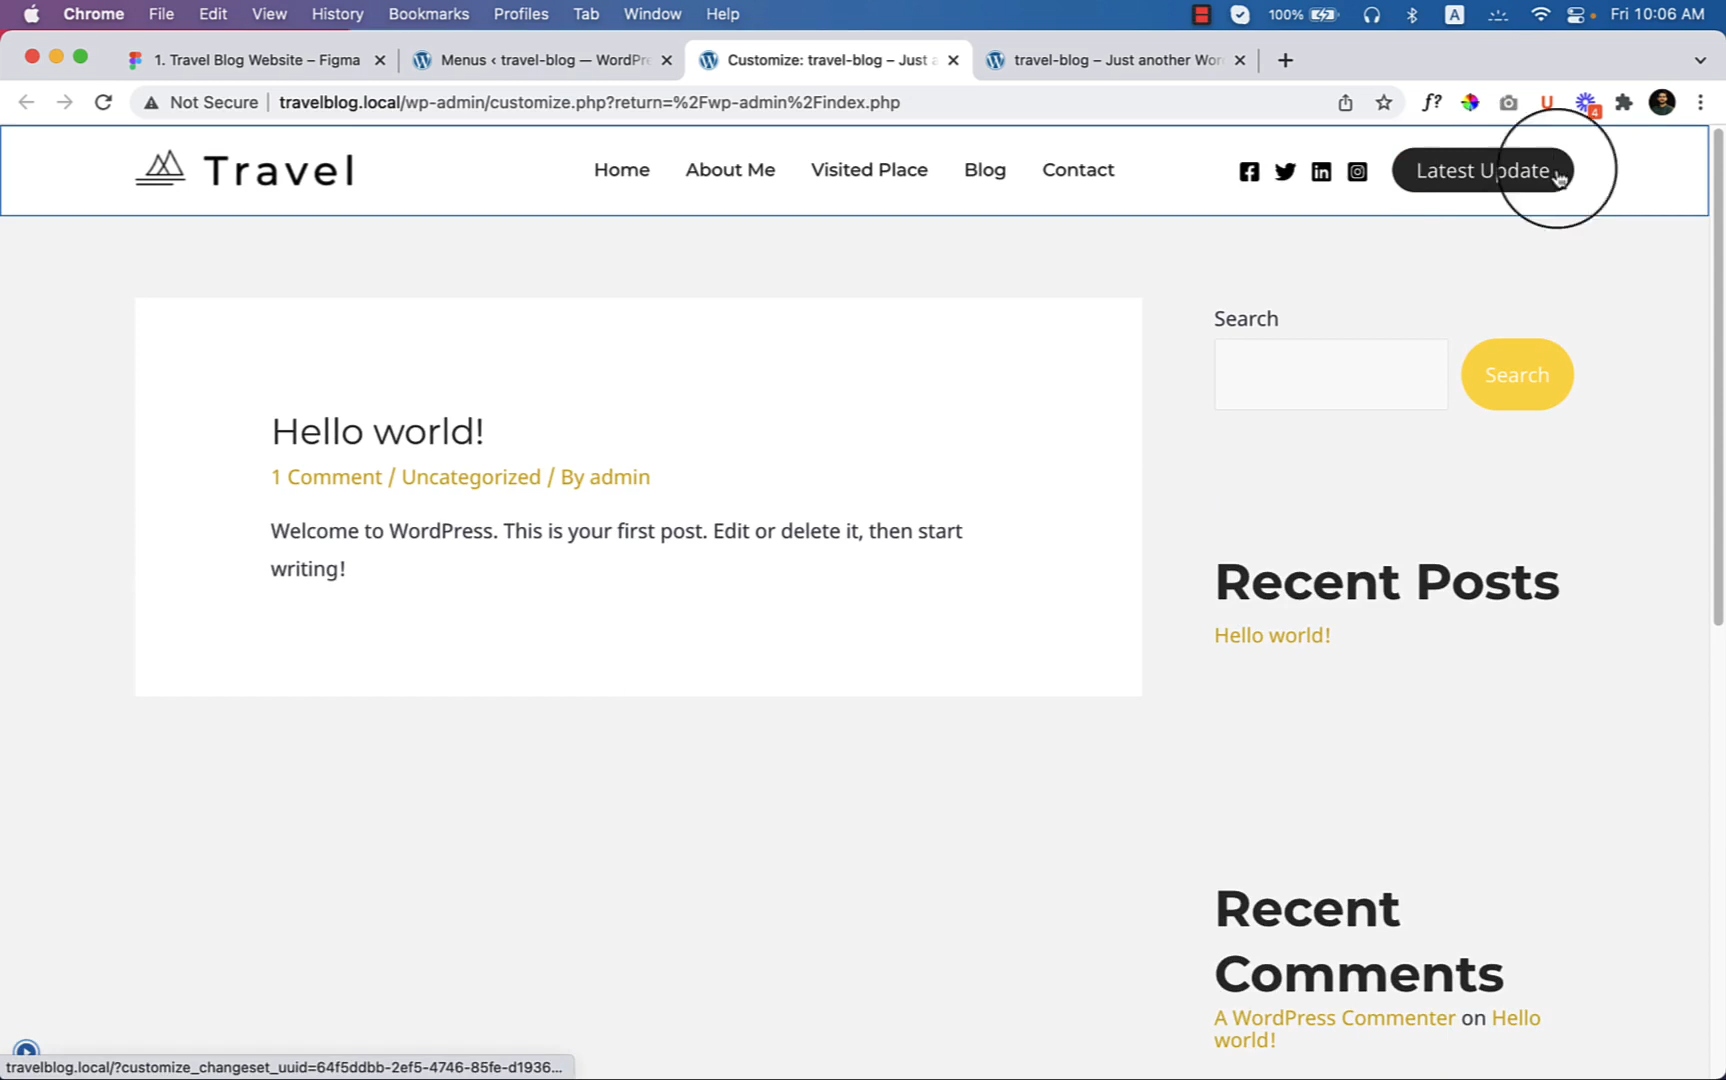 Chrome File Edit View History Bookmarks Profiles Tab Window Help 100% A Fri 10:06 AM
1. Travel Blog Website – Figma Menus ‹ travel-blog — WordPr Customize: travel-blog – Just a travel-blog – Just another Wor
Not Secure travelblog.local/wp-admin/customize.php?return=%2Fwp-admin%2Findex.php f? U 4
Travel Home About Me Visited Place Blog Contact Latest Update
Search
Search
Hello world!
1 Comment / Uncategorized / By admin
Welcome to WordPress. This is your first post. Edit or delete it, then start
writing!
Recent Posts
Hello world!
Recent
Comments
A WordPress Commenter on Hello
world!
travelblog.local/?customize_changeset_uuid=64f5ddbb-2ef5-4746-85fe-d1936...